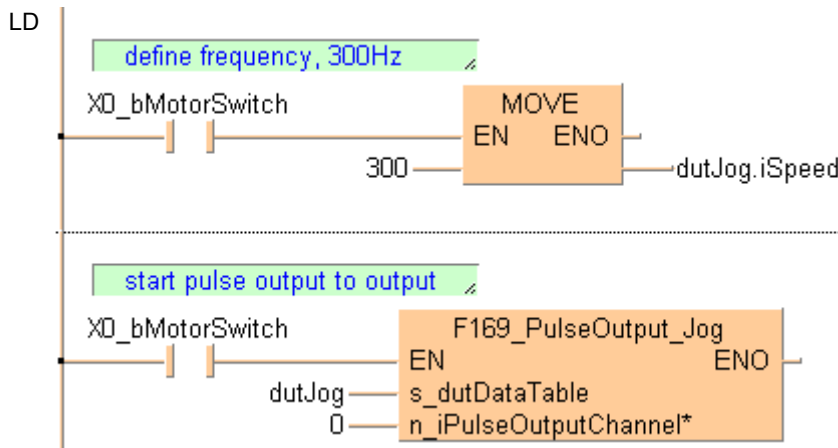 LD
define frequency, 300Hz
X0_bMotorSwitch
MOVE
EN ENO
300
dutJog.iSpeed
start pulse output to output
X0_bMotorSwitch
F169_PulseOutput_Jog
EN ENO
dutJog s_dutDataTable
0 n_iPulseOutputChannel*